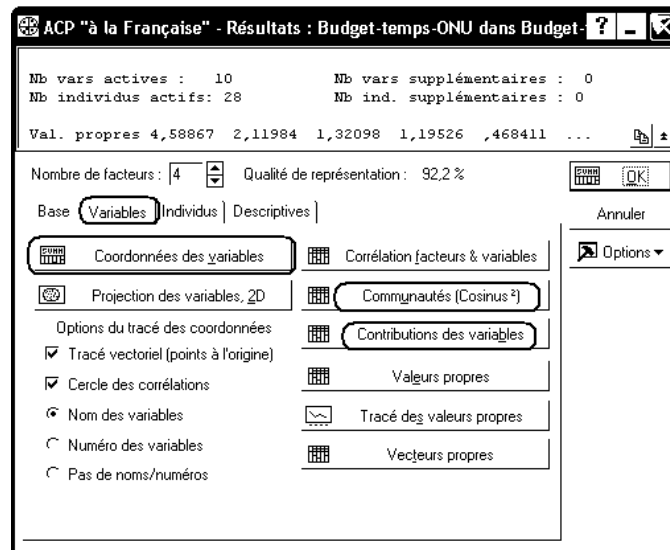 ACP "à la Française" - Résultats : Budget-temps-ONU dans Budget-
Nb vars actives : 10 Nb vars supplémentaires : 0
Nb individus actifs: 28 Nb ind. supplémentaires : 0
Val. propres 4,58867 2,11984 1,32098 1,19526 ,468411 ...
Nombre de facteurs : 4 Qualité de représentation : 92,2 %
OK
Base Variables Individus Descriptives
Annuler
Coordonnées des variables Corrélation facteurs & variables
Options
Projection des variables, 2D Communautés (Cosinus ²)
Options du tracé des coordonnées Contributions des variables
Tracé vectoriel (points à l'origine)
Cercle des corrélations Valeurs propres
Nom des variables Tracé des valeurs propres
Numéro des variables Vecteurs propres
Pas de noms/numéros